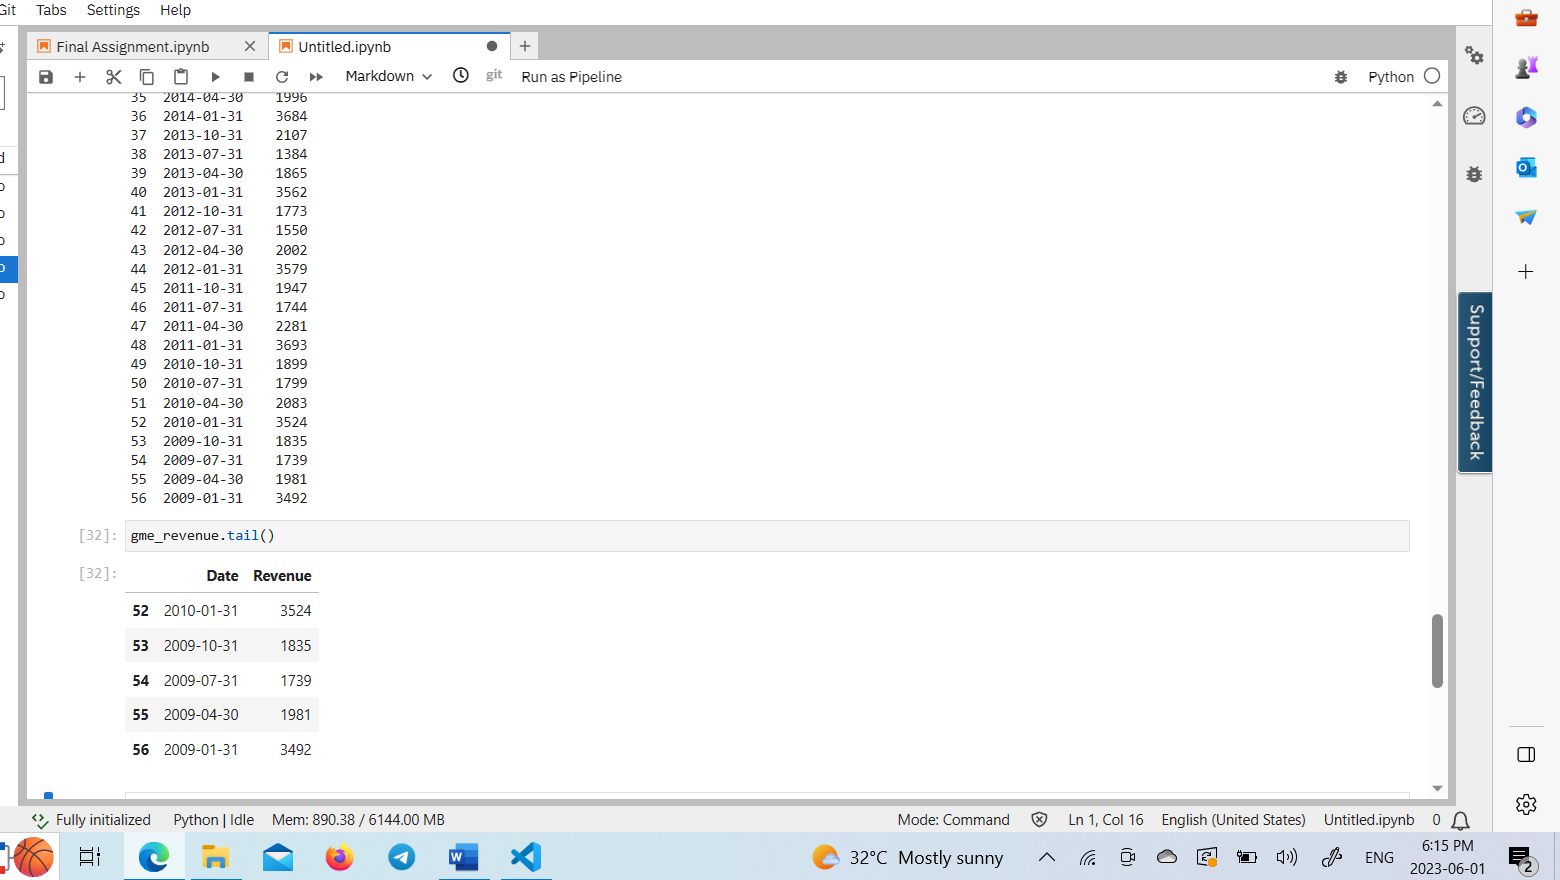 Git Tabs Settings Help
Final Assignment.ipynb Untitled.ipynb
Markdown git Run as Pipeline Python
35 2014-04-30 1996
36 2014-01-31 3684
37 2013-10-31 2107
38 2013-07-31 1384
39 2013-04-30 1865
40 2013-01-31 3562
41 2012-10-31 1773
42 2012-07-31 1550
43 2012-04-30 2002
44 2012-01-31 3579
45 2011-10-31 1947
46 2011-07-31 1744
47 2011-04-30 2281
48 2011-01-31 3693
49 2010-10-31 1899
50 2010-07-31 1799
51 2010-04-30 2083
52 2010-01-31 3524
53 2009-10-31 1835
54 2009-07-31 1739
55 2009-04-30 1981
56 2009-01-31 3492
[32]: gme_revenue.tail()
[32]:
Date Revenue
52 2010-01-31 3524
53 2009-10-31 1835
54 2009-07-31 1739
55 2009-04-30 1981
56 2009-01-31 3492
Support/Feedback
Fully initialized Python | Idle Mem: 890.38 / 6144.00 MB Mode: Command Ln 1, Col 16 English (United States) Untitled.ipynb 0
32°C Mostly sunny ENG 6:15 PM
2023-06-01 2